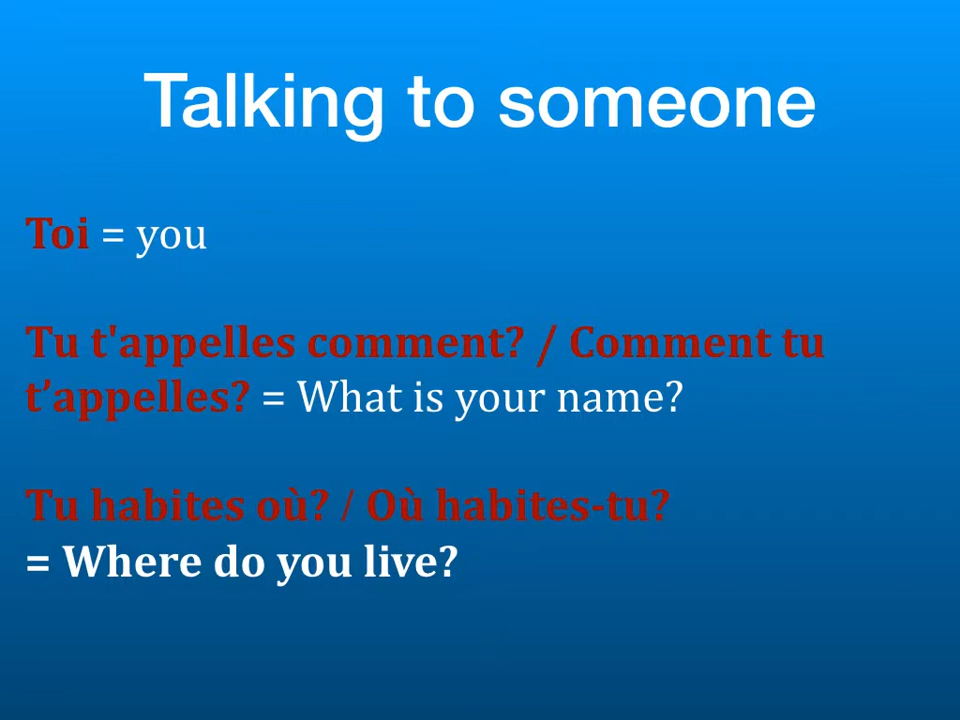 Talking to someone
Toi = you
Tu t'appelles comment? / Comment tu
t’appelles? = What is your name?
Tu habites où? / Où habites-tu?
= Where do you live?